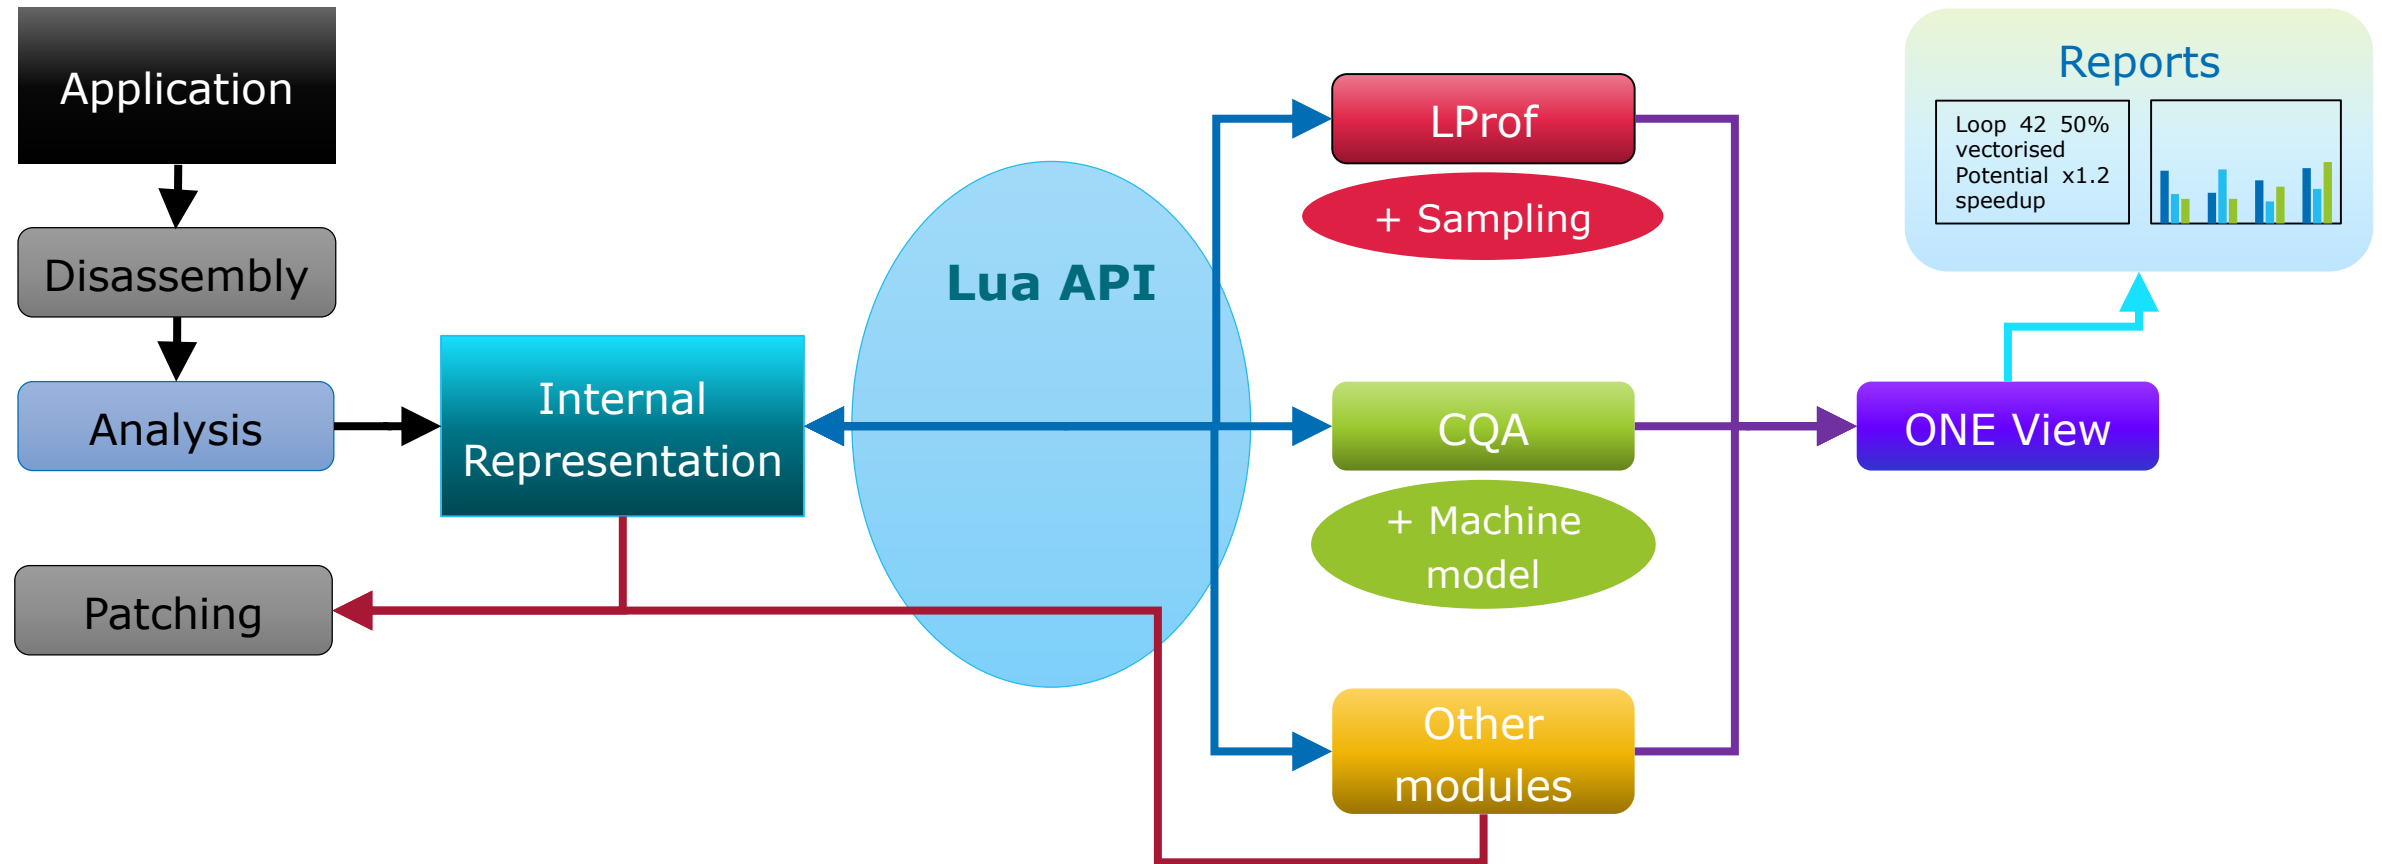 Application
Disassembly
Analysis
Patching
Internal
Representation
Lua API
LProf
+ Sampling
CQA
+ Machine
model
Other
modules
ONE View
Reports
Loop 42 50%
vectorised
Potential x1.2
speedup